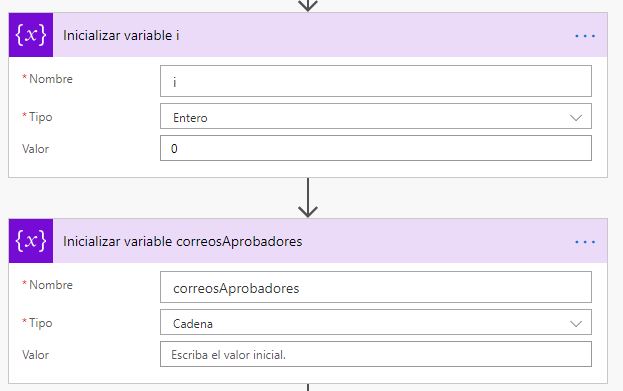 {x} Inicializar variable i ...
* Nombre i
* Tipo Entero
Valor 0
{x} Inicializar variable correosAprobadores ...
* Nombre correosAprobadores
* Tipo Cadena
Valor Escriba el valor inicial.